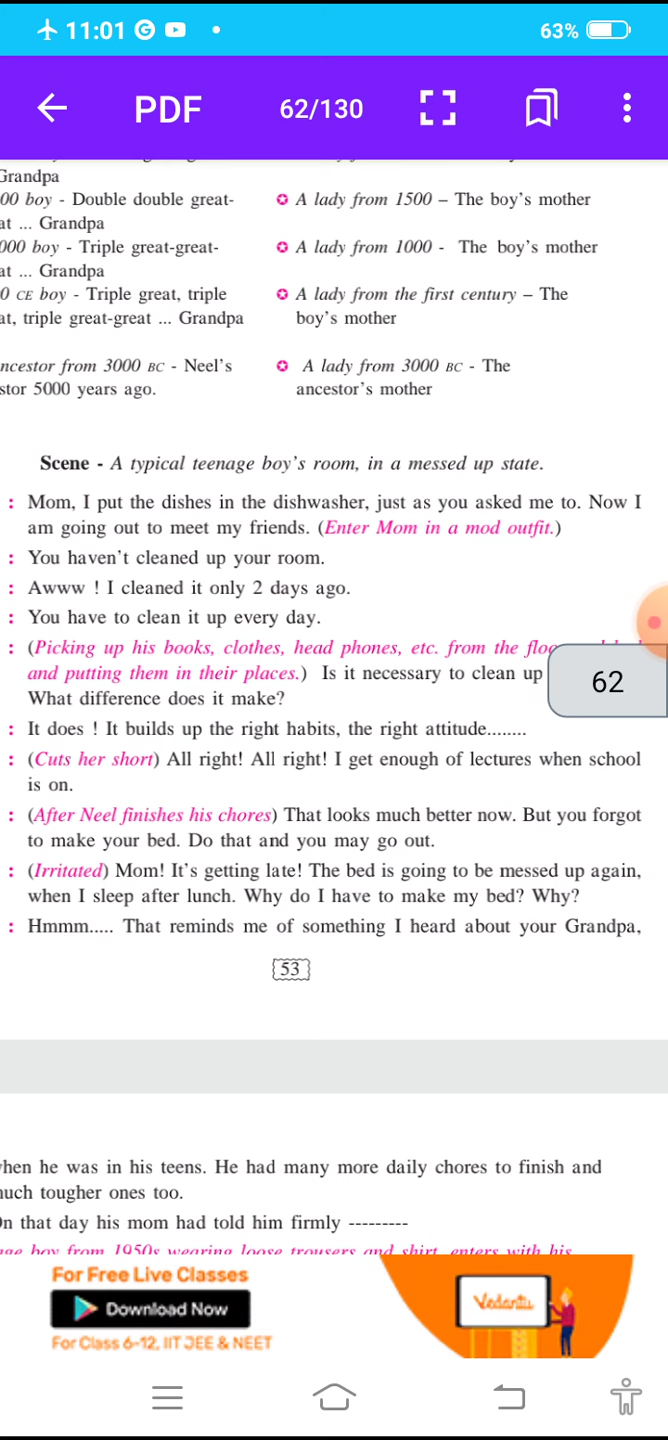 11:01
63%
PDF 62/130
Grandpa
00 boy - Double double great-
at ... Grandpa
000 boy - Triple great-great-
at ... Grandpa
0 CE boy - Triple great, triple
at, triple great-great ... Grandpa
ncestor from 3000 BC - Neel's
stor 5000 years ago.
✪ A lady from 1500 – The boy's mother
✪ A lady from 1000 - The boy's mother
✪ A lady from the first century – The
boy's mother
✪ A lady from 3000 BC - The
ancestor's mother
Scene - A typical teenage boy's room, in a messed up state.
: Mom, I put the dishes in the dishwasher, just as you asked me to. Now I
am going out to meet my friends. (Enter Mom in a mod outfit.)
: You haven't cleaned up your room.
: Awww ! I cleaned it only 2 days ago.
: You have to clean it up every day.
: (Picking up his books, clothes, head phones, etc. from the
and putting them in their places.) Is it necessary to clean up
What difference does it make?
62
: It does ! It builds up the right habits, the right attitude........
: (Cuts her short) All right! All right! I get enough of lectures when school
is on.
: (After Neel finishes his chores) That looks much better now. But you forgot
to make your bed. Do that and you may go out.
: (Irritated) Mom! It's getting late! The bed is going to be messed up again,
when I sleep after lunch. Why do I have to make my bed? Why?
: Hmmm..... That reminds me of something I heard about your Grandpa,
53
hen he was in his teens. He had many more daily chores to finish and
uch tougher ones too.
n that day his mom had told him firmly ---------
boy from 1950s wearing loose trousers and shirt, enters with his
For Free Live Classes
Download Now
For Class 6-12, IIT JEE & NEET
Vedantu